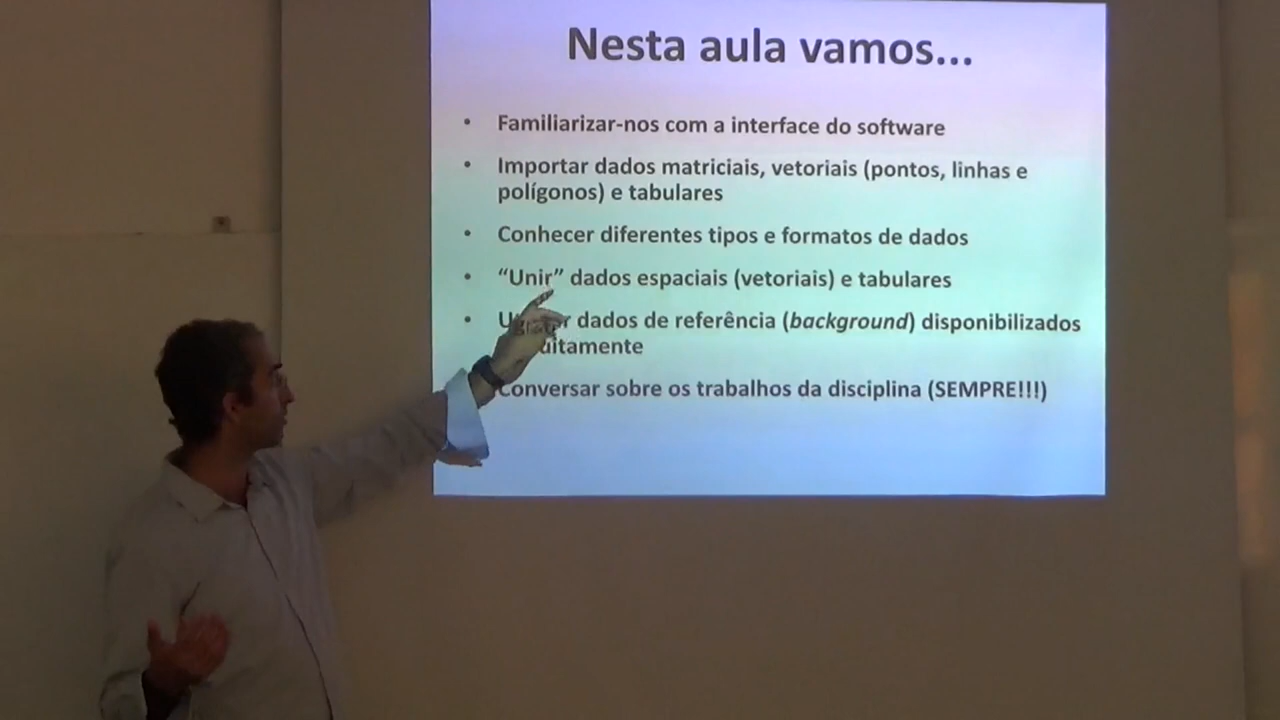 Nesta aula vamos...
• Familiarizar-nos com a interface do software
• Importar dados matriciais, vetoriais (pontos, linhas e
polígonos) e tabulares
• Conhecer diferentes tipos e formatos de dados
• “Unir” dados espaciais (vetoriais) e tabulares
• dados de referência (background) disponibilizados
Conversar sobre os trabalhos da disciplina (SEMPRE!!!)